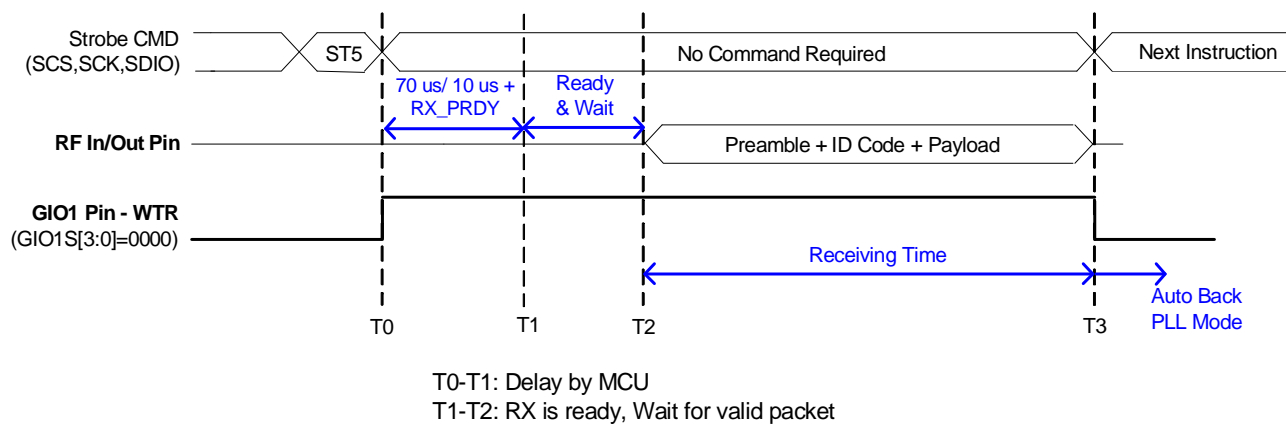 Strobe CMD
(SCS,SCK,SDIO)
ST5
No Command Required
Next Instruction
70 us/ 10 us +
RX_PRDY
Ready
& Wait
RF In/Out Pin
Preamble + ID Code + Payload
GIO1 Pin - WTR
(GIO1S[3:0]=0000)
Receiving Time
Auto Back
PLL Mode
T0
T1
T2
T3
T0-T1: Delay by MCU
T1-T2: RX is ready, Wait for valid packet